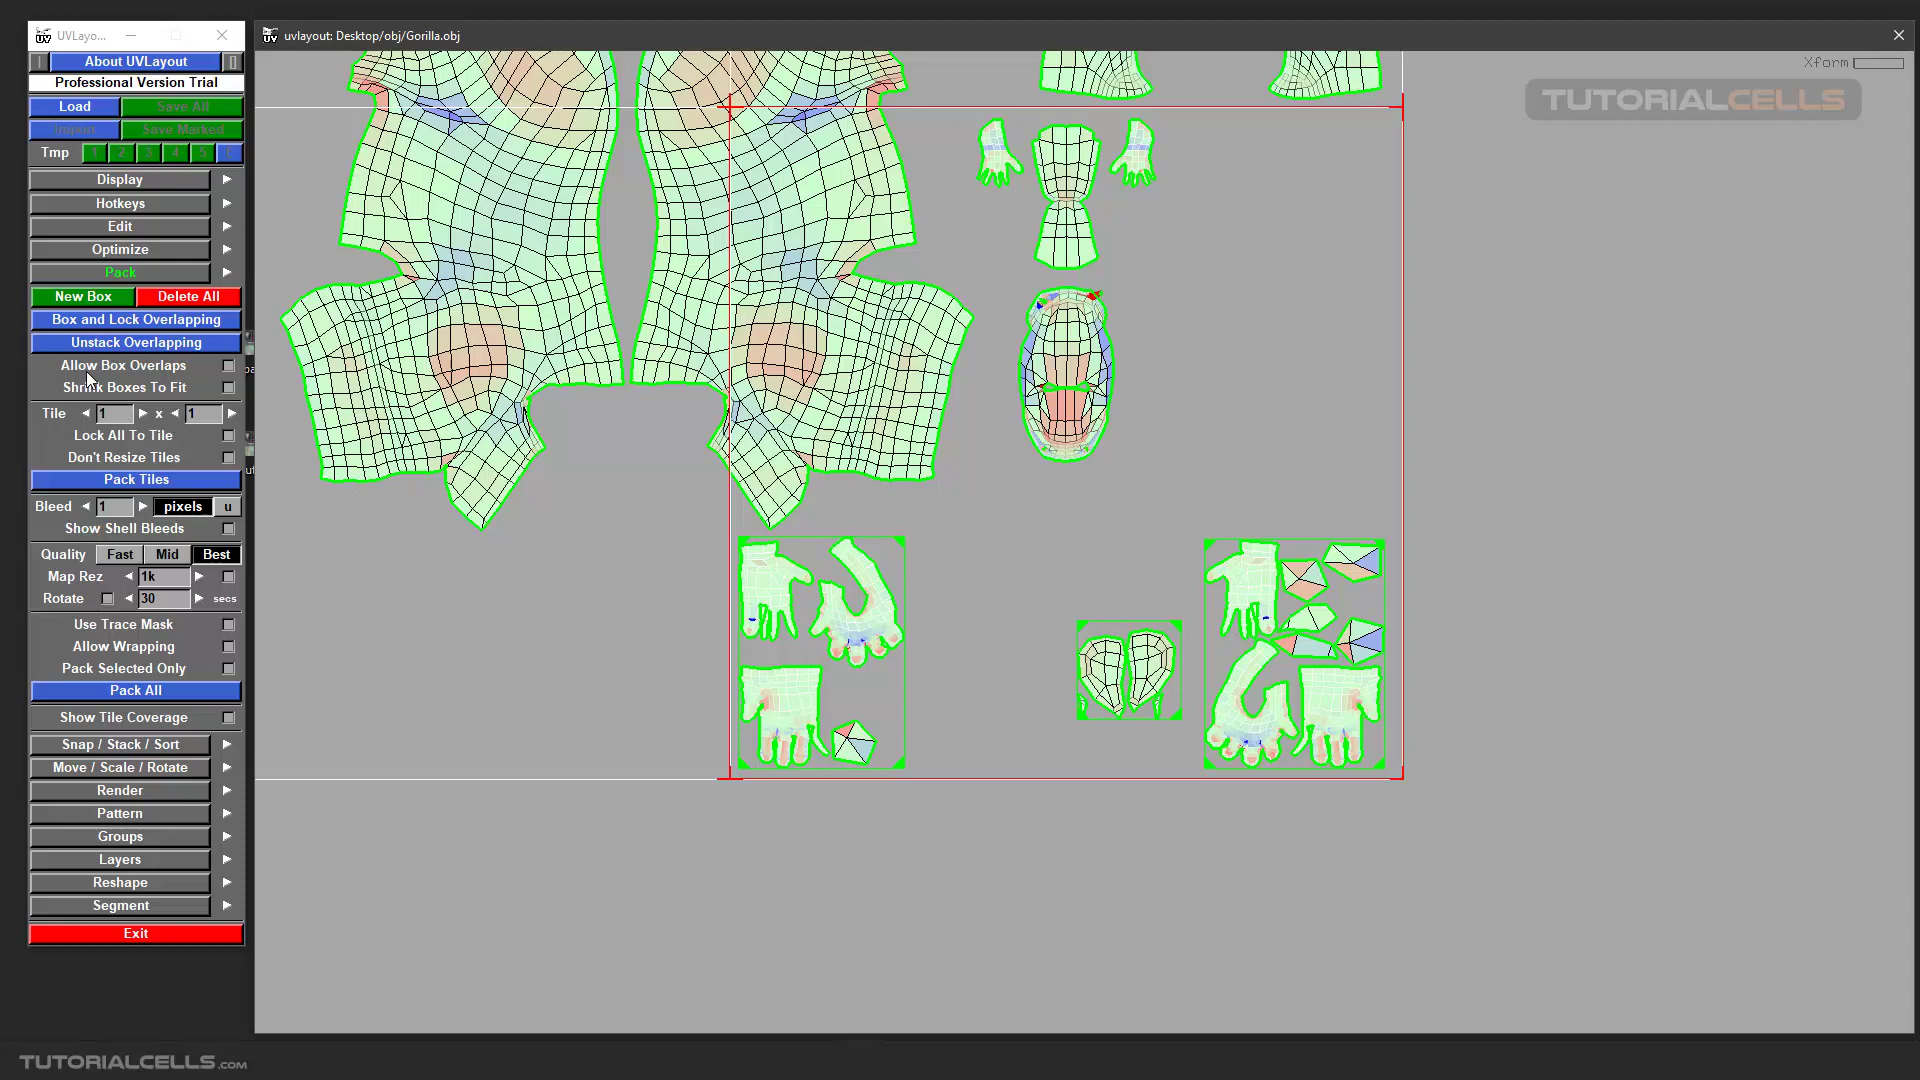 UVLayo...
uvlayout: Desktop/obj/Gorilla.obj
About UVLayout
Professional Version Trial
Load
Save All
Import
Save Marked
Tmp 1 2 3 4 5
Xform
TUTORIALCELLS
Display
Hotkeys
Edit
Optimize
Pack
New Box
Delete All
Box and Lock Overlapping
Unstack Overlapping
Allow Box Overlaps
Shrink Boxes To Fit
Tile 1 x 1
Lock All To Tile
Don't Resize Tiles
Pack Tiles
Bleed 1 pixels u
Show Shell Bleeds
Quality Fast Mid Best
Map Rez 1k
Rotate 30 secs
Use Trace Mask
Allow Wrapping
Pack Selected Only
Pack All
Show Tile Coverage
Snap / Stack / Sort
Move / Scale / Rotate
Render
Pattern
Groups
Layers
Reshape
Segment
Exit
TUTORIALCELLS.COM